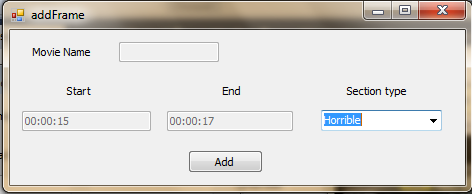 addFrame
Movie Name
Start End Section type
00:00:15 00:00:17 Horrible
Add